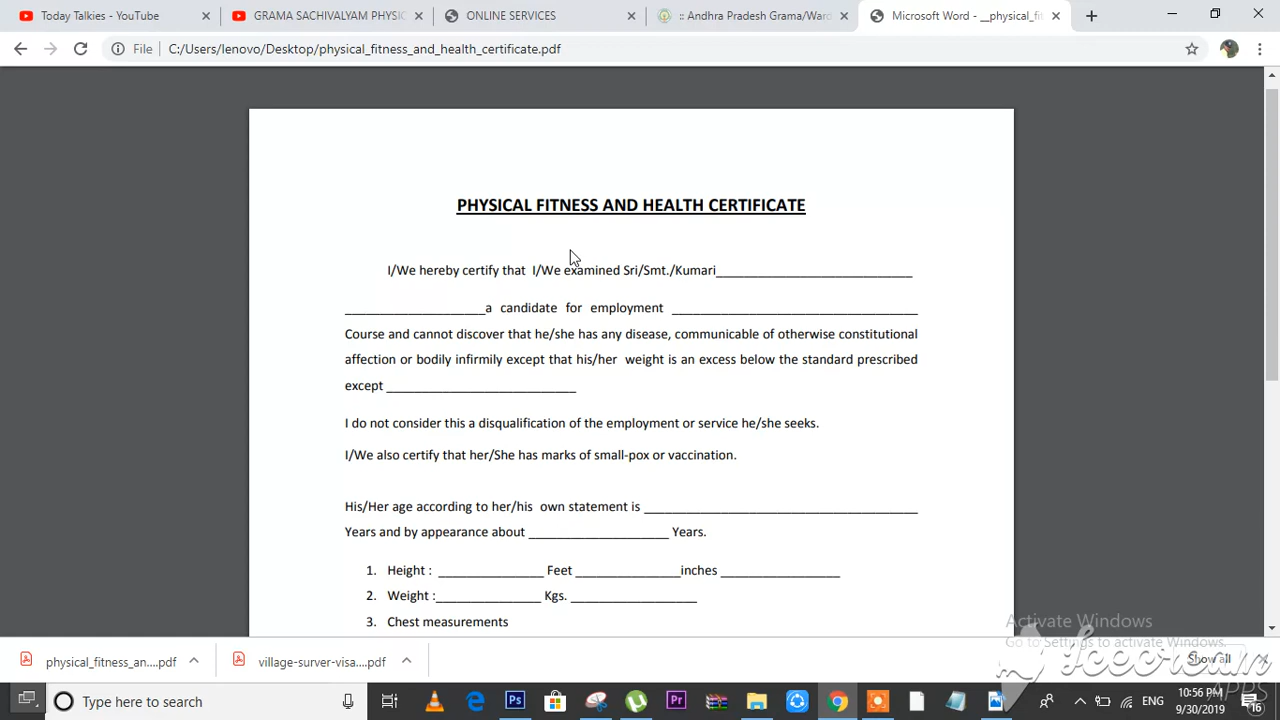 Today Talkies - YouTube
GRAMA SACHIVALYAM PHYSIC
ONLINE SERVICES
:: Andhra Pradesh Grama/Ward
Microsoft Word - __physical_fi
File
C:/Users/lenovo/Desktop/physical_fitness_and_health_certificate.pdf
PHYSICAL FITNESS AND HEALTH CERTIFICATE
I/We hereby certify that I/We examined Sri/Smt./Kumari____________________________
____________________a candidate for employment ___________________________________
Course and cannot discover that he/she has any disease, communicable of otherwise constitutional
affection or bodily infirmily except that his/her weight is an excess below the standard prescribed
except ___________________________
I do not consider this a disqualification of the employment or service he/she seeks.
I/We also certify that her/She has marks of small-pox or vaccination.
His/Her age according to her/his own statement is _______________________________________
Years and by appearance about ____________________ Years.
1. Height : _______________ Feet _______________inches _________________
2. Weight :_______________ Kgs. __________________
3. Chest measurements
Activate Windows
Go to Settings to activate Windows.
physical_fitness_an....pdf
village-surver-visa....pdf
Show all
Icecream
APPS
Type here to search
ENG
10:56 PM
9/30/2019
16